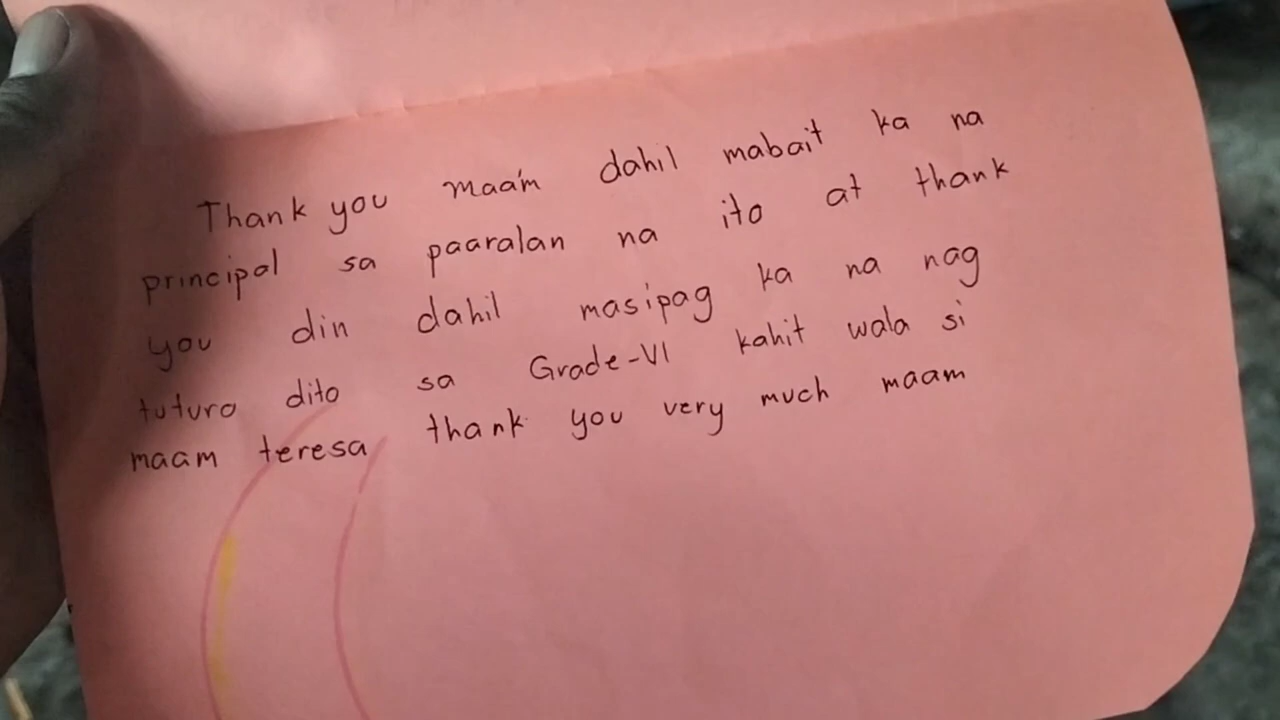 Thank you maa'm dahil mabait ka na
principal sa paaralan na ito at thank
you din dahil masipag ka na nag
tuturo dito sa Grade-VI kahit wala si
maam teresa thank you very much maam